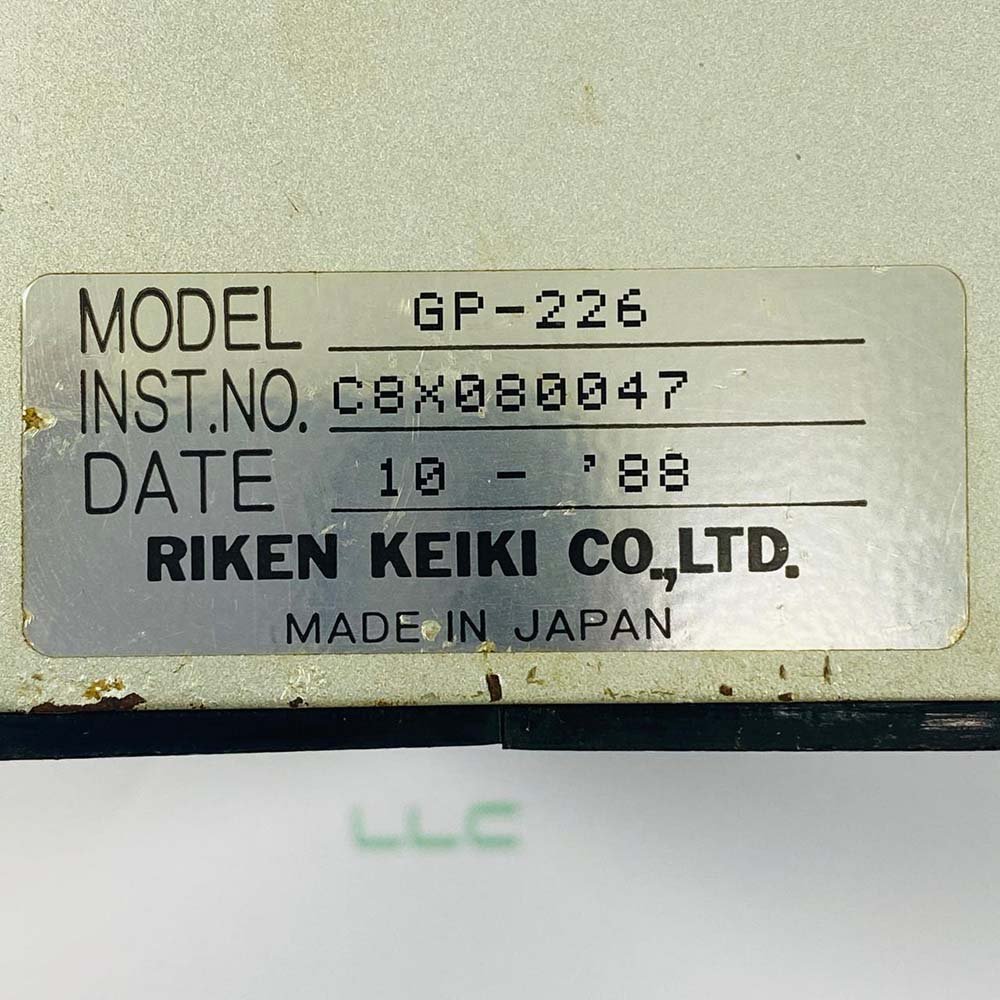 MODEL GP-226
INST.NO. C8X080047
DATE 10 - '88
RIKEN KEIKI CO.,LTD.
MADE IN JAPAN
LLC